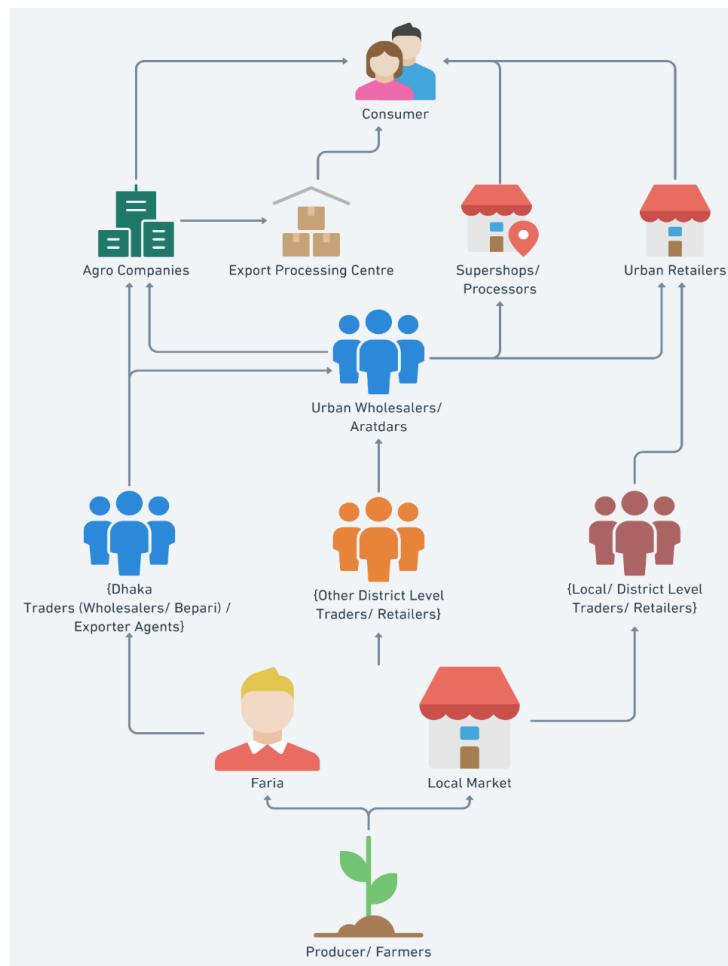 Consumer
Agro Companies
Export Processing Centre
Supershops/
Processors
Urban Retailers
Urban Wholesalers/
Aratdars
{Dhaka
Traders (Wholesalers/ Bepari) /
Exporter Agents}
{Other District Level
Traders/ Retailers}
{Local/ District Level
Traders/ Retailers}
Faria
Local Market
Producer/ Farmers